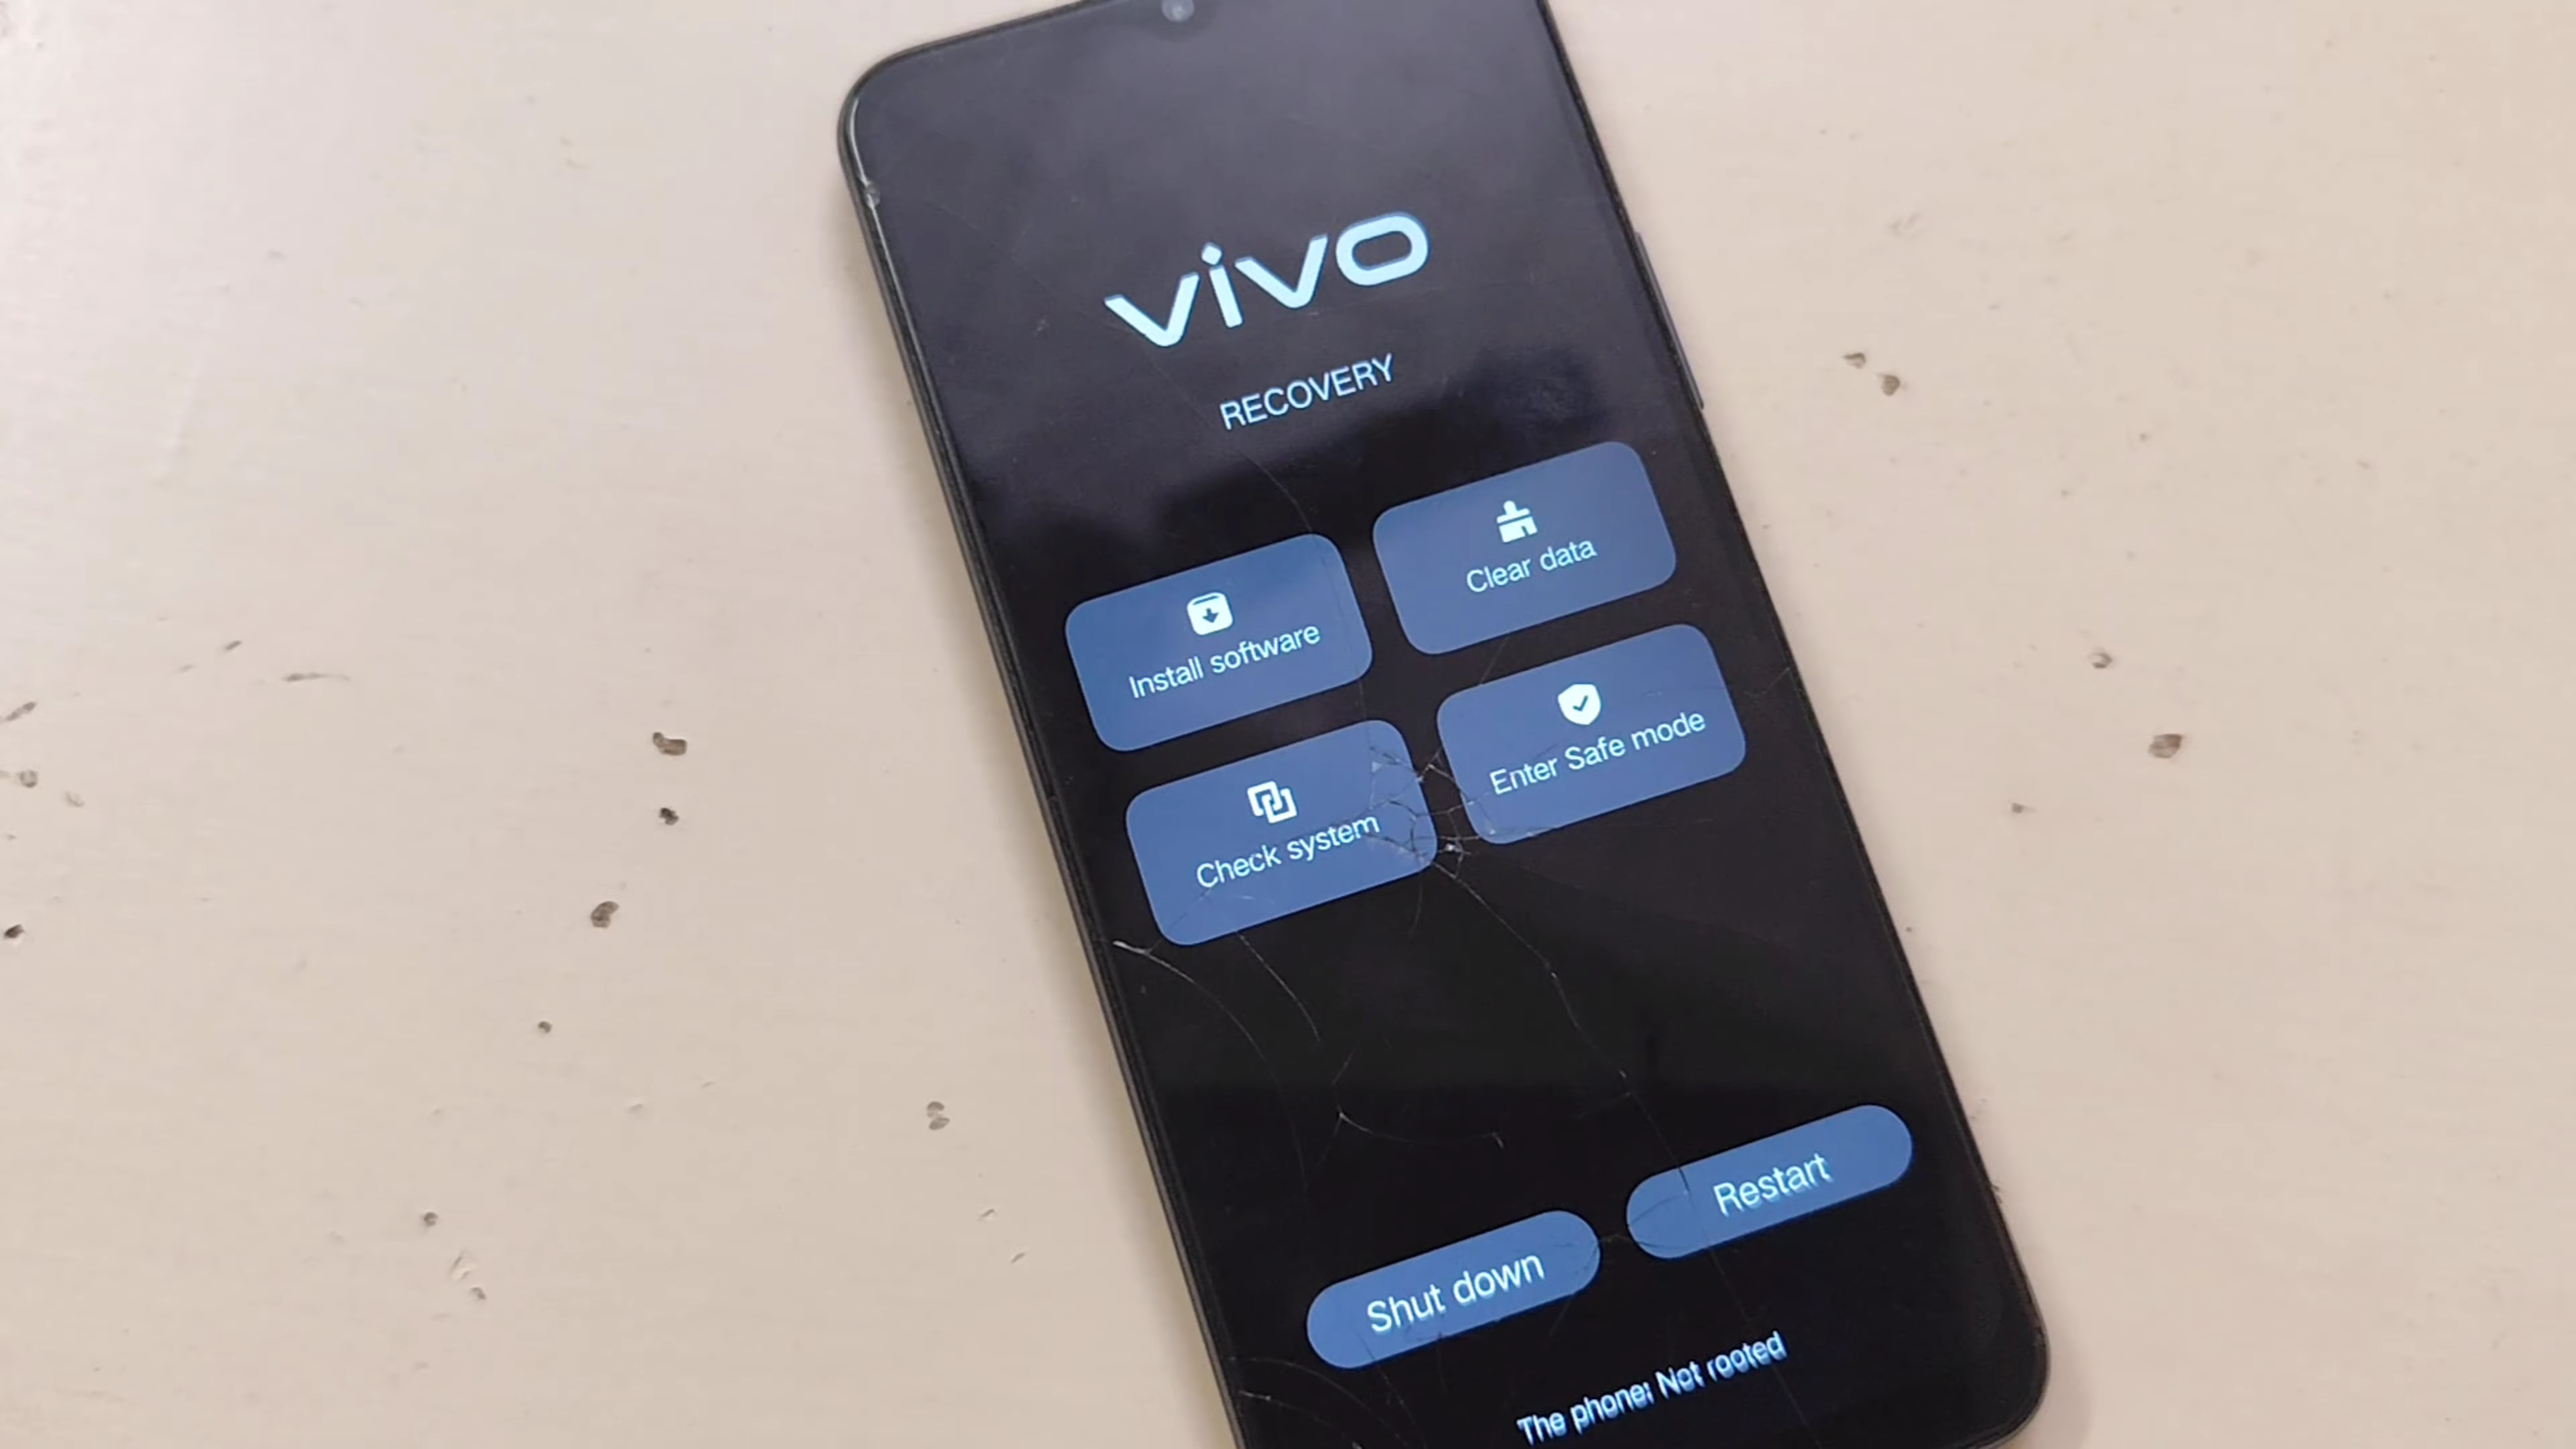 vivo
RECOVERY
Install software
Clear data
Check system
Enter Safe mode
Shut down
Restart
The phone: Not rooted